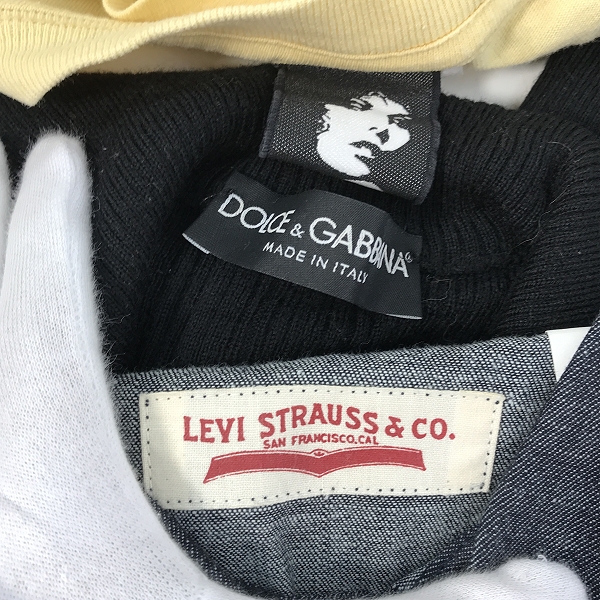 DOLCE & GABBANA®
MADE IN ITALY
LEVI STRAUSS & CO.
SAN FRANCISCO,CAL